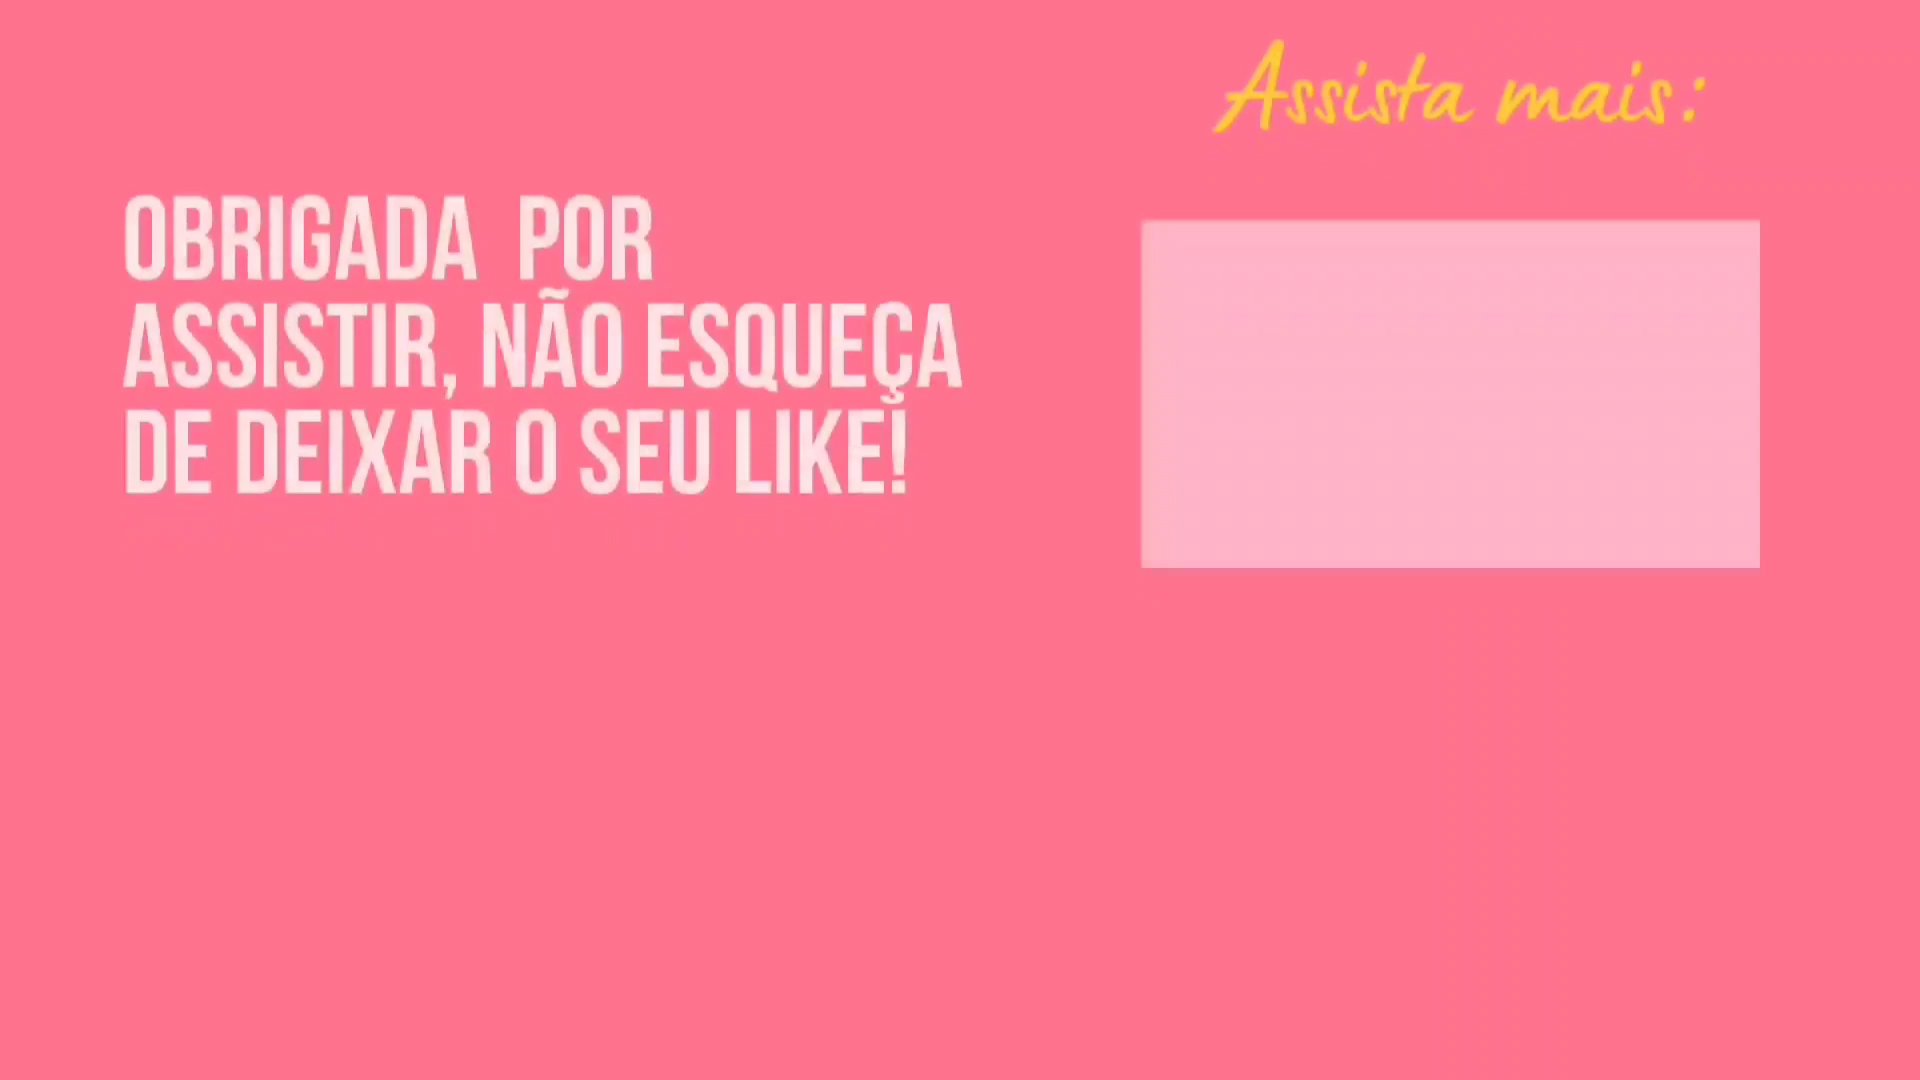 Assista mais:
OBRIGADA POR
ASSISTIR, NÃO ESQUEÇA
DE DEIXAR O SEU LIKE!